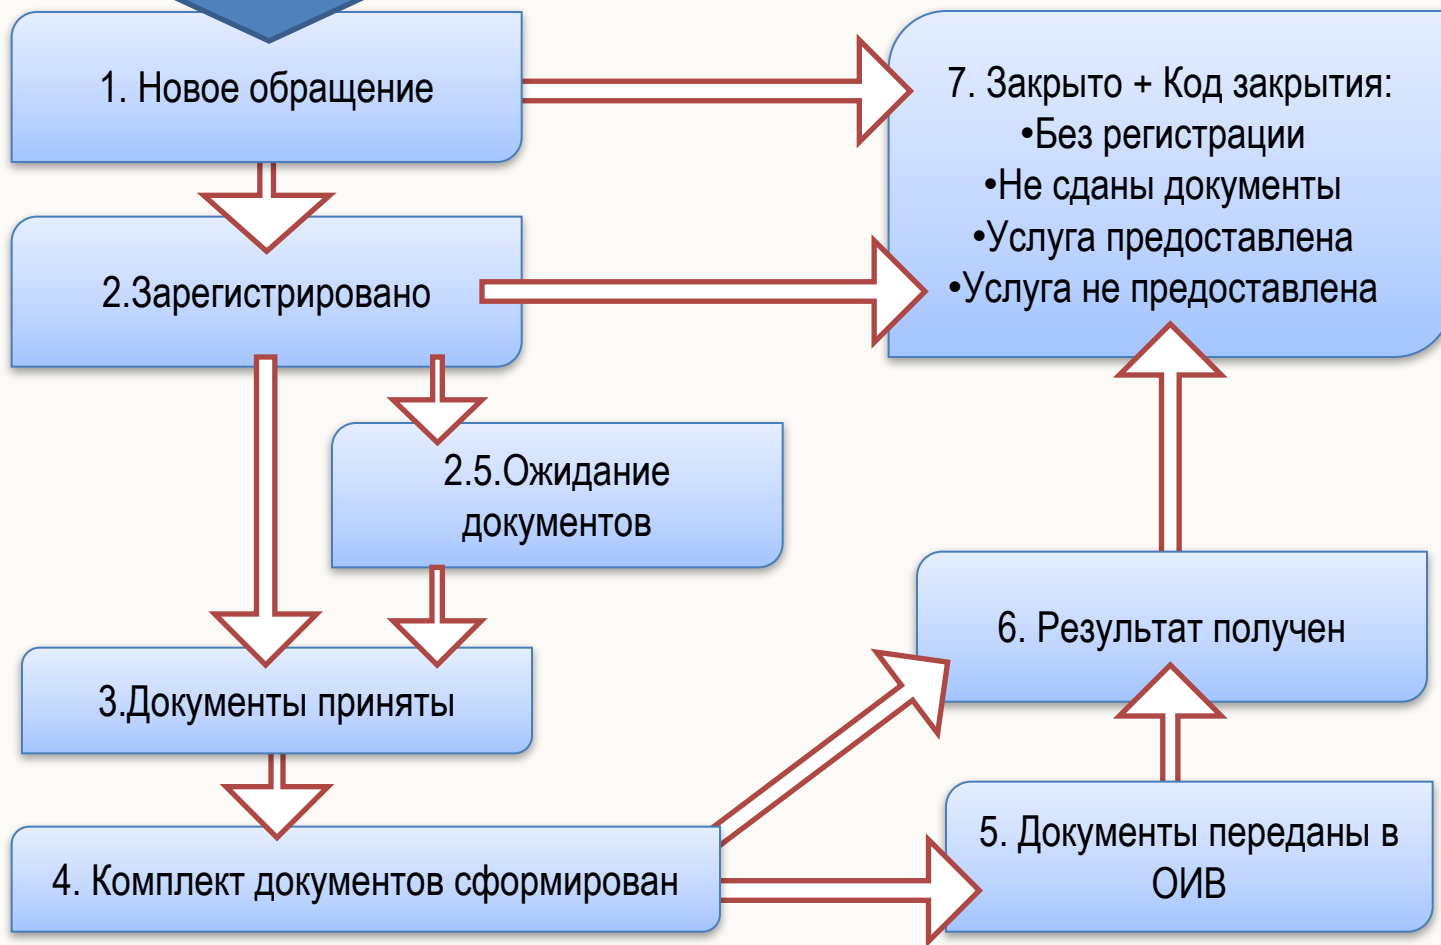 1. Новое обращение
7. Закрыто + Код закрытия:
•Без регистрации
•Не сданы документы
•Услуга предоставлена
•Услуга не предоставлена
2.Зарегистрировано
2.5.Ожидание
документов
6. Результат получен
3.Документы приняты
4. Комплект документов сформирован
5. Документы переданы в
ОИВ